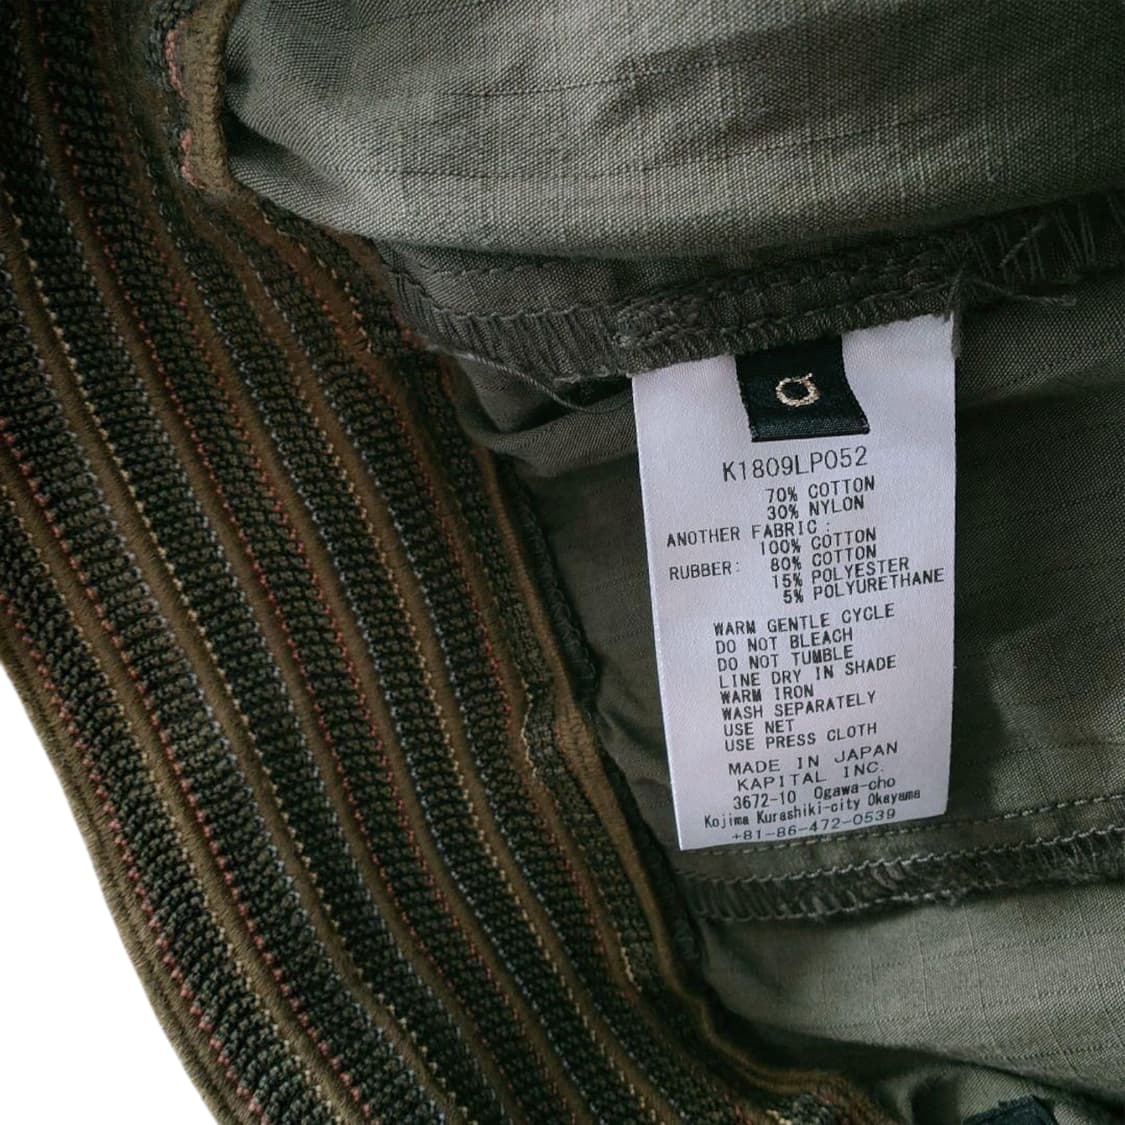 K1809LP052
70% COTTON
30% NYLON
ANOTHER FABRIC:
100% COTTON
RUBBER: 80% COTTON
15% POLYESTER
5% POLYURETHANE
WARM GENTLE CYCLE
DO NOT BLEACH
DO NOT TUMBLE
LINE DRY IN SHADE
WARM IRON
WASH SEPARATELY
USE NET
USE PRESS CLOTH
MADE IN JAPAN
KAPITAL INC.
3672-10 Ogawa-cho
Kojima Kurashiki-city Okayama
+81-86-472-0539